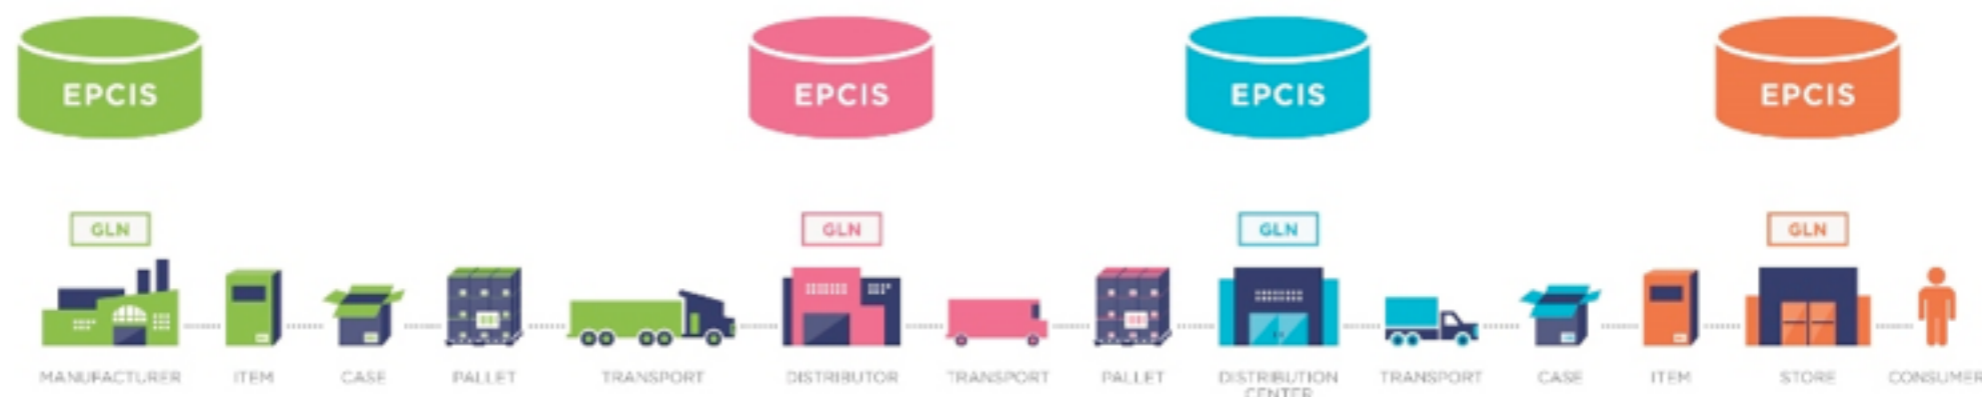 EPCIS EPCIS EPCIS EPCIS
GLN GLN GLN GLN
MANUFACTURER ITEM CASE PALLET TRANSPORT DISTRIBUTOR TRANSPORT PALLET DISTRIBUTION TRANSPORT CASE ITEM STORE CONSUMER
CENTER